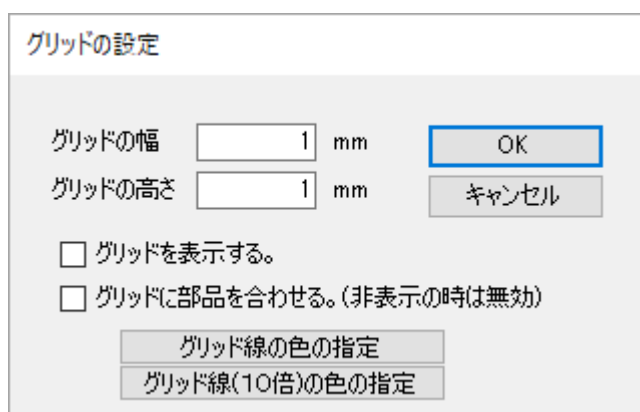 グリッドの設定
グリッドの幅 1 mm OK
グリッドの高さ 1 mm キャンセル
グリッドを表示する。
グリッドに部品を合わせる。(非表示の時は無効)
グリッド線の色の指定
グリッド線(10倍)の色の指定